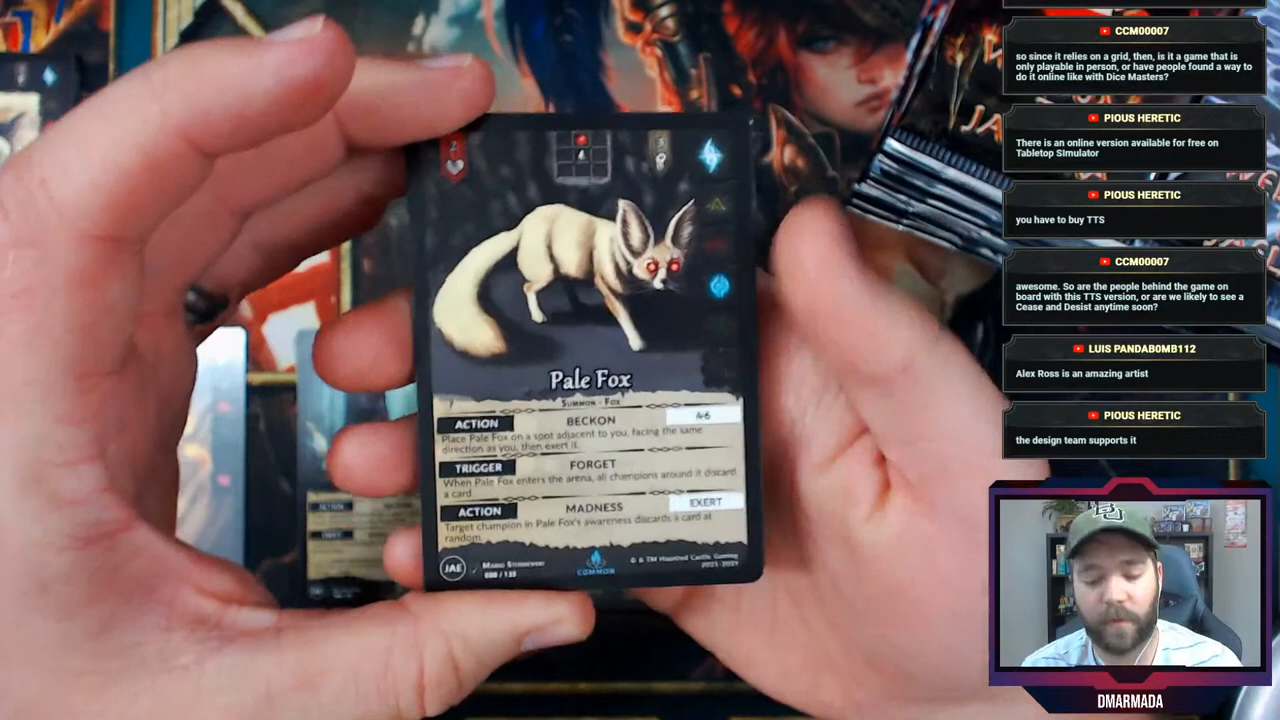 Pale Fox
Summon - Fox
ACTION
BECKON
46
Place Pale Fox on a spot adjacent to you, facing the same
direction as you, then exert it.
TRIGGER
FORGET
When Pale Fox enters the arena, all champions around it discard
a card.
ACTION
MADNESS
EXERT
Target champion in Pale Fox's awareness discards a card at
random.
JAE
COMMON
© & TM Haunted Castle Gaming
CCM00007
so since it relies on a grid, then, is it a game that is
only playable in person, or have people found a way to
do it online like with Dice Masters?
PIOUS HERETIC
There is an online version available for free on
Tabletop SImulator
PIOUS HERETIC
you have to buy TTS
CCM00007
awesome. So are the people behind the game on
board with this TTS version, or are we likely to see a
Cease and Desist anytime soon?
LUIS PANDAB0MB112
Alex Ross is an amazing artist
PIOUS HERETIC
the design team supports it
DMARMADA